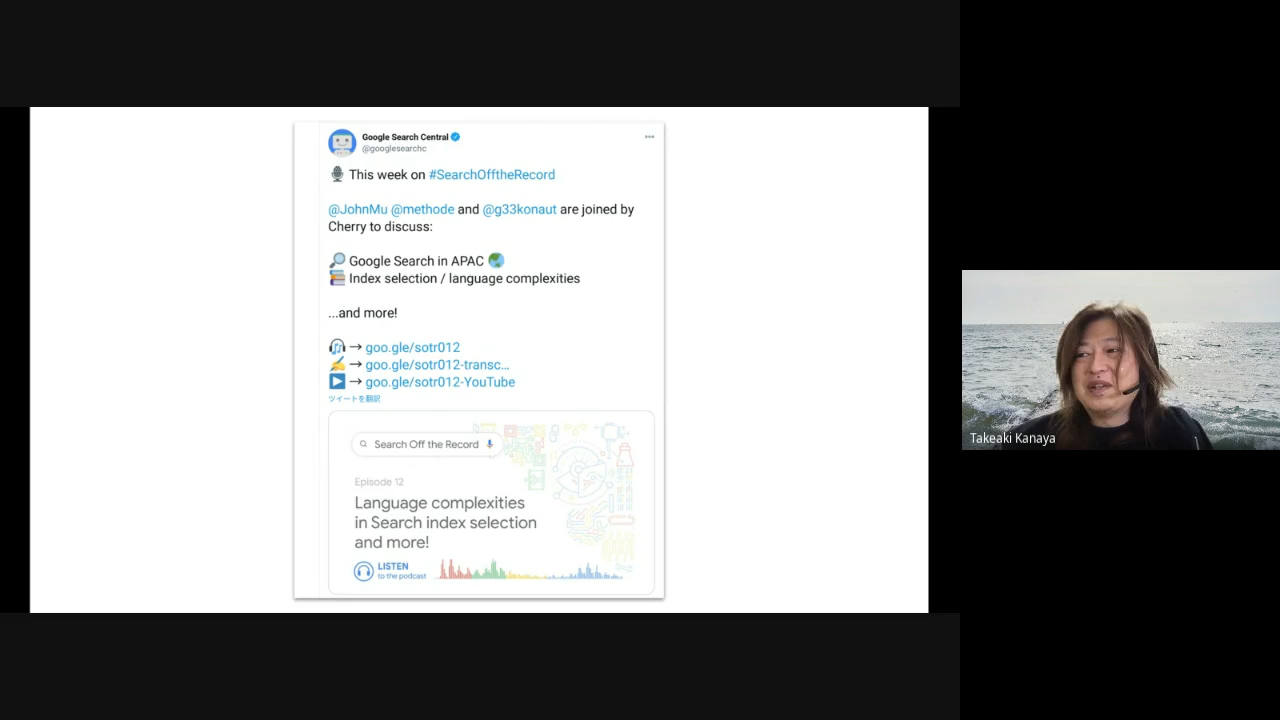 Google Search Central
@googlesearchc
This week on #SearchOfftheRecord
@JohnMu @methode and @g33konaut are joined by
Cherry to discuss:
Google Search in APAC
Index selection / language complexities
...and more!
→ goo.gle/sotr012
→ goo.gle/sotr012-transc...
→ goo.gle/sotr012-YouTube
ツイートを翻訳
Search Off the Record
Episode 12
Language complexities
in Search index selection
and more!
LISTEN
to the podcast
Takeaki Kanaya